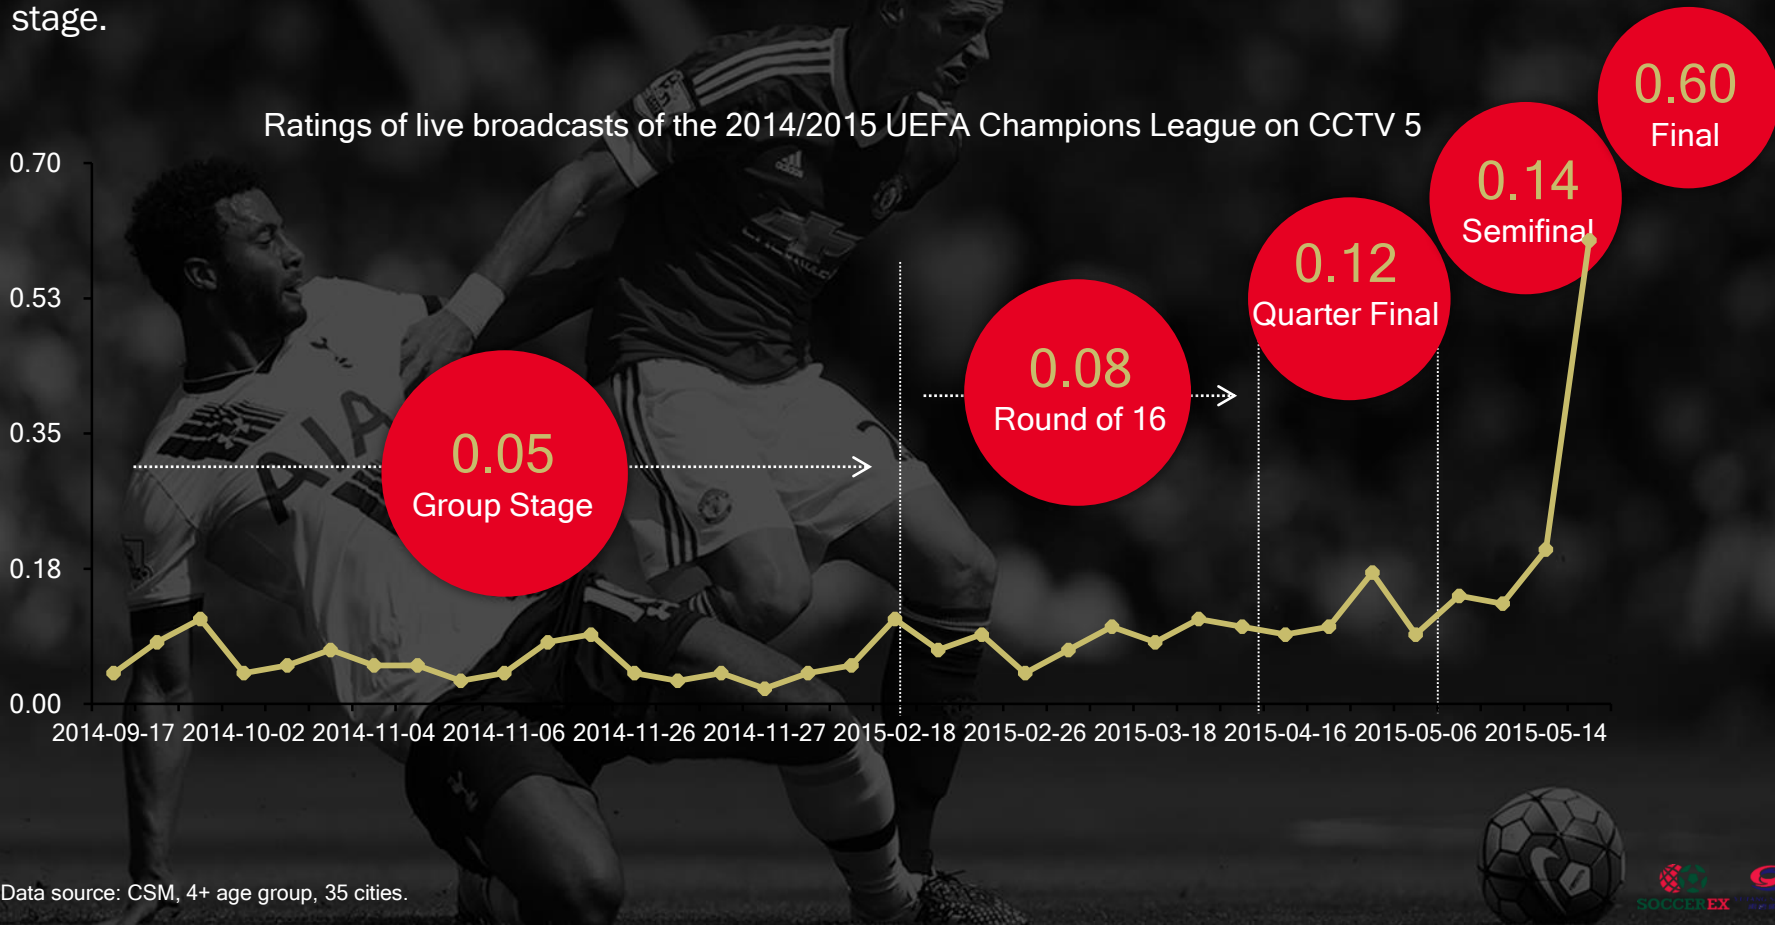 stage.
Ratings of live broadcasts of the 2014/2015 UEFA Champions League on CCTV 5
0.60
Final
0.14
Semifinal
0.12
Quarter Final
0.08
Round of 16
0.05
Group Stage
0.70
0.53
0.35
0.18
0.00
2014-09-17 2014-10-02 2014-11-04 2014-11-06 2014-11-26 2014-11-27 2015-02-18 2015-02-26 2015-03-18 2015-04-16 2015-05-06 2015-05-14
AIA
adidas
Data source: CSM, 4+ age group, 35 cities.
SOCCEREX